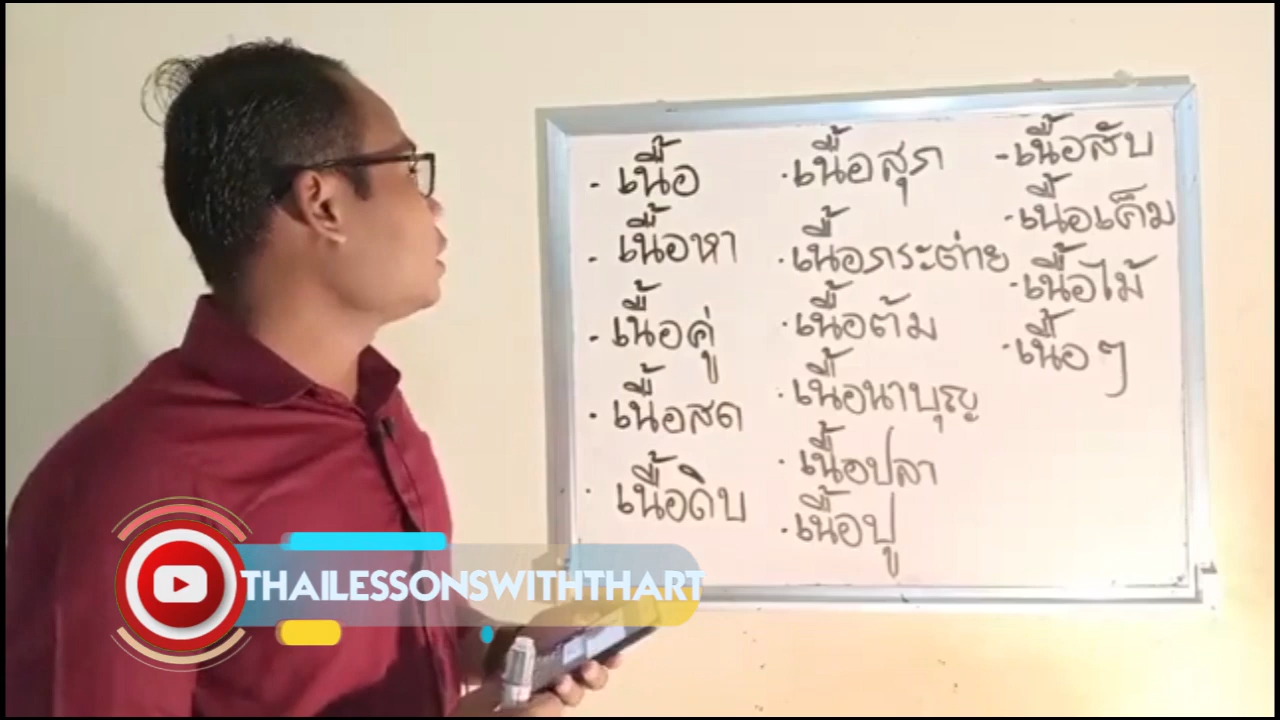 - เนื้อ
- เนื้อหา
- เนื้อคู่
· เนื้อสด
· เนื้อดิบ
· เนื้อสุก
· เนื้อกระต่าย
· เนื้อต้ม
· เนื้อนาบุญ
· เนื้อปลา
· เนื้อปู
- เนื้อสับ
- เนื้อเค็ม
· เนื้อไม้
· เนื้อ ๆ
THAILESSONSWITHTHART